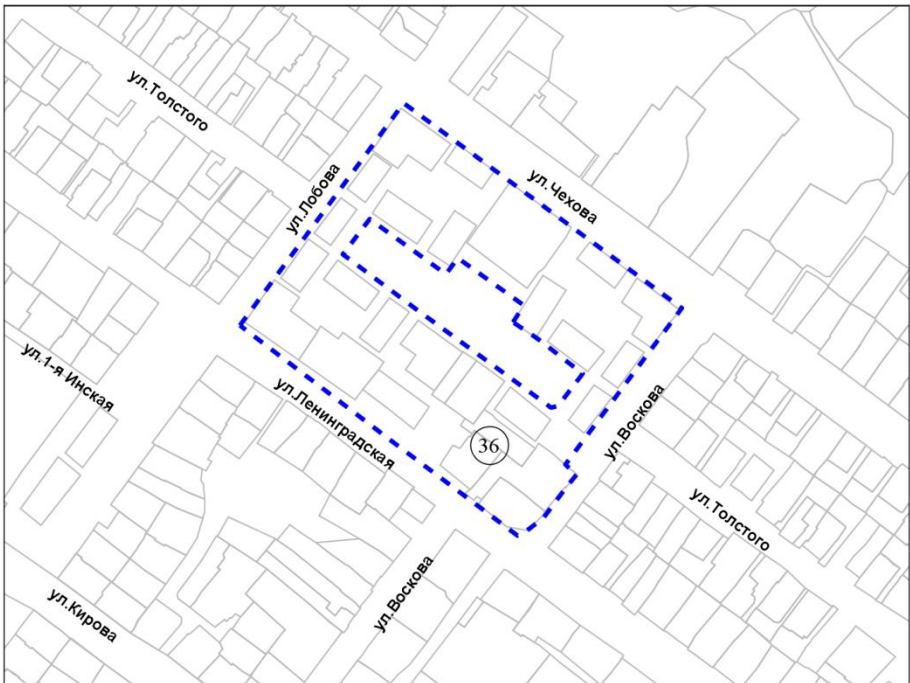 ул.Толстого
ул.Чехова
ул.Лобова
ул.1-я Инская
ул.Ленинградская
ул.Воскова
36
ул.Толстого
ул.Воскова
ул.Кирова